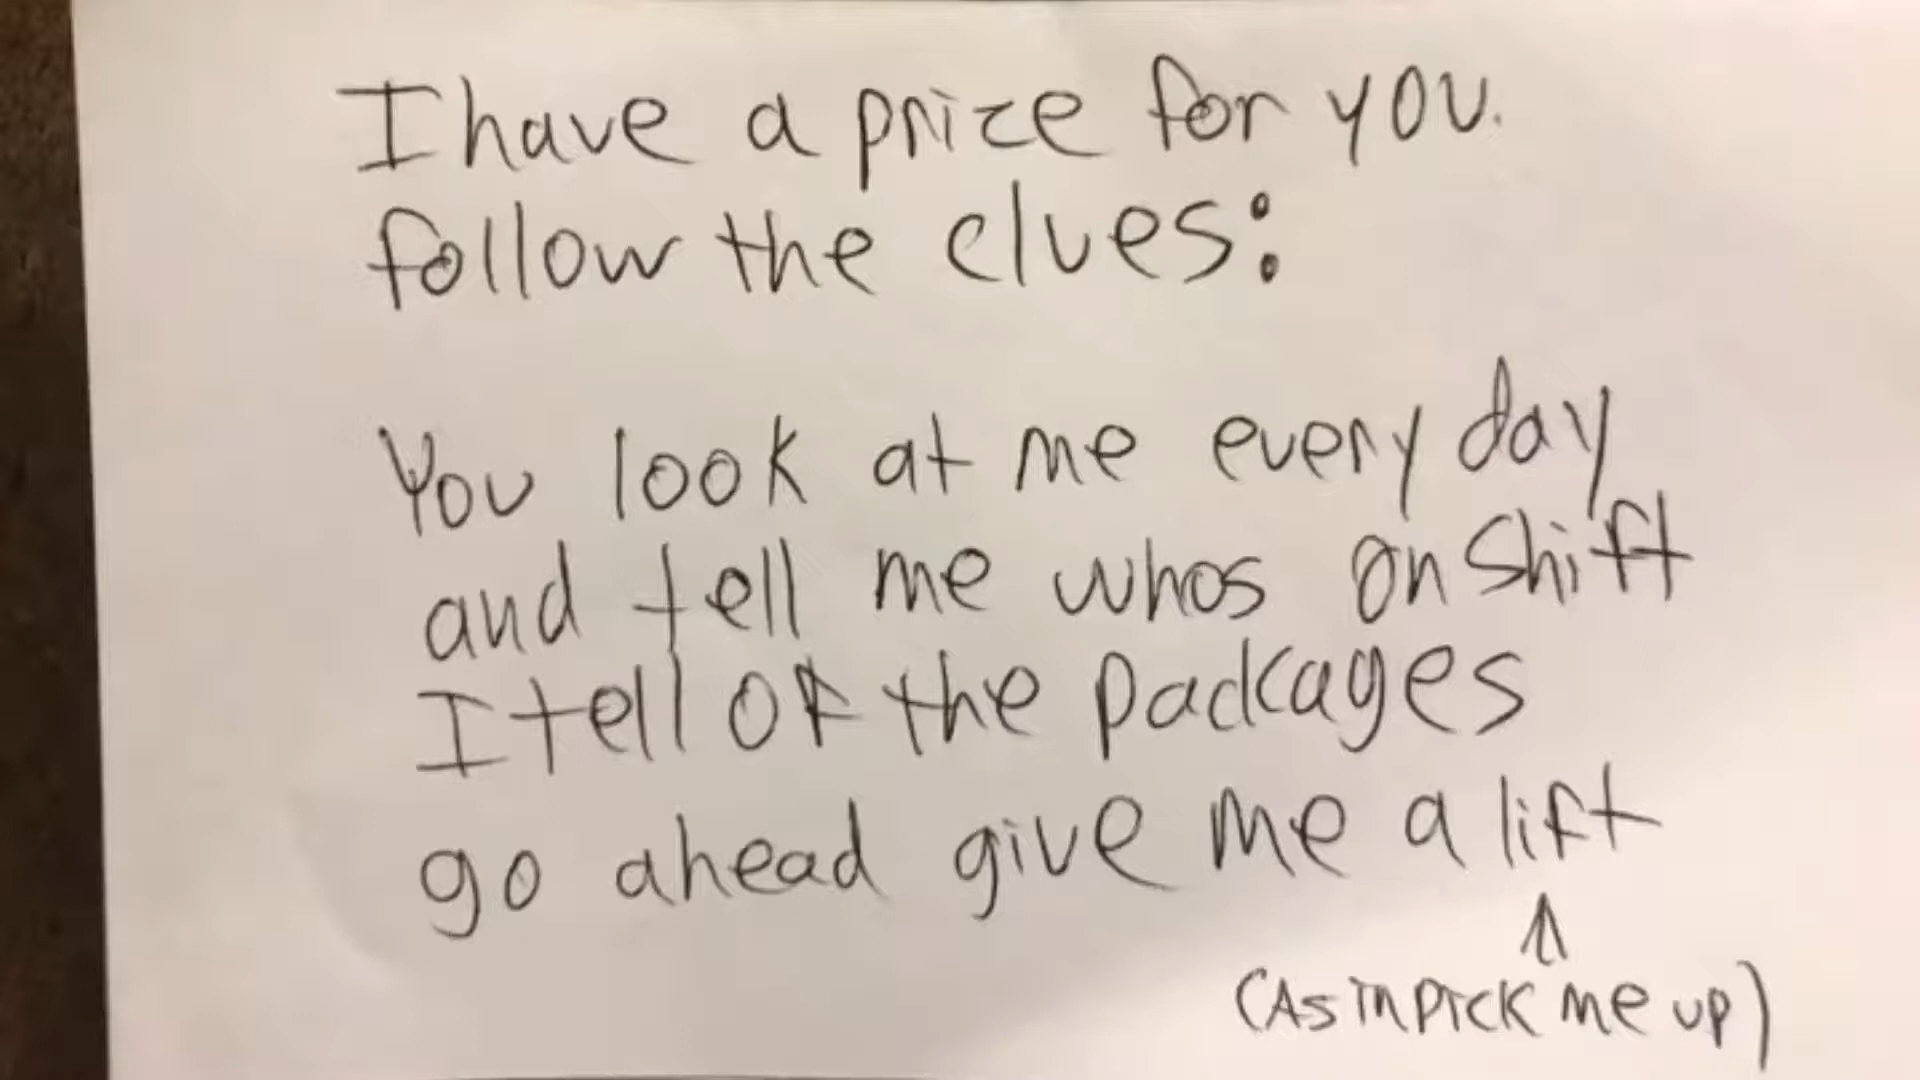 I have a prize for you.
follow the clues:
You look at me every day
and tell me whos on shift
I tell of the packages
go ahead give me a lift
(As in pick me up)